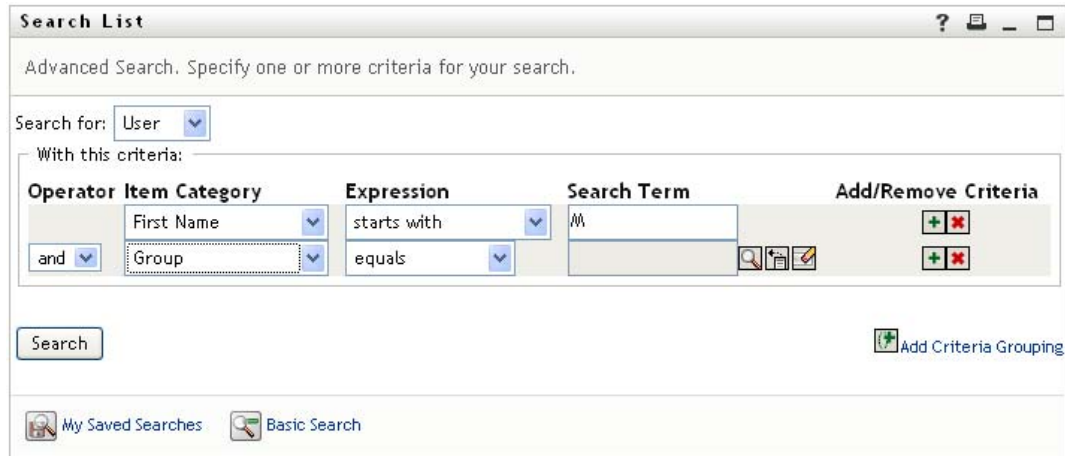 Search List
Advanced Search. Specify one or more criteria for your search.
Search for: User
With this criteria:
Operator Item Category Expression Search Term Add/Remove Criteria
First Name starts with M
and Group equals
Search Add Criteria Grouping
My Saved Searches Basic Search